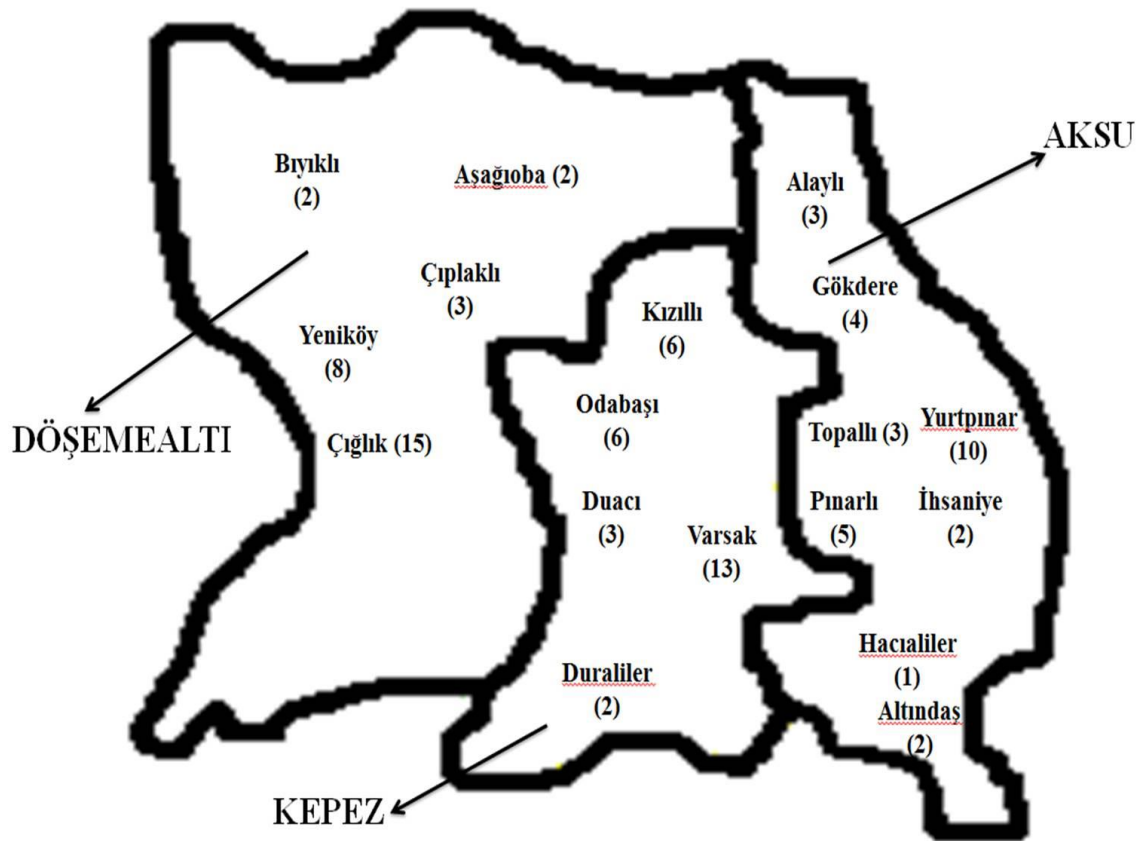 AKSU
Bıyıklı
(2)
Aşağıoba (2)
Alaylı
(3)
Çıplaklı
(3)
Gökdere
(4)
Kızıllı
(6)
Yeniköy
(8)
Odabaşı
(6)
DÖŞEMEALTI
Çığlık (15)
Topallı (3)
Yurtpınar
(10)
Duacı
(3)
Varsak
(13)
Pınarlı
(5)
İhsaniye
(2)
Hacıaliler
(1)
Duraliler
(2)
Altındaş
(2)
KEPEZ